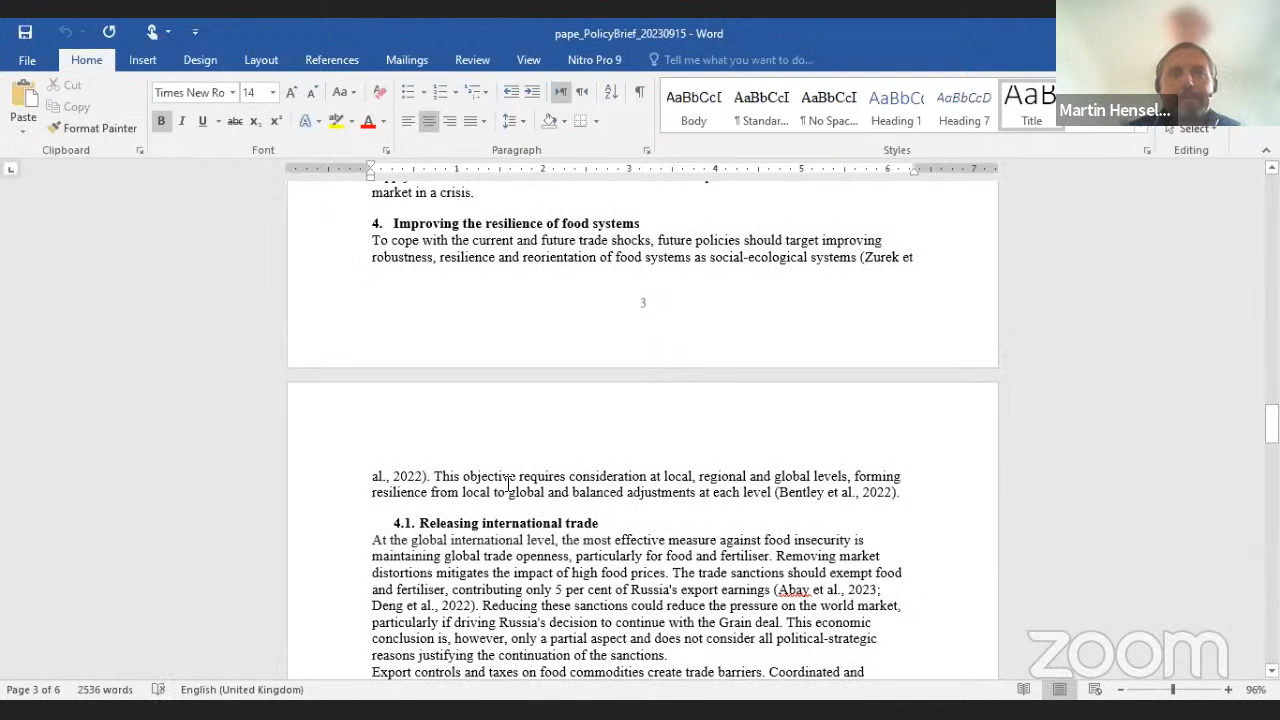 pape_PolicyBrief_20230915 - Word
File Home Insert Design Layout References Mailings Review View Nitro Pro 9 Tell me what you want to do...
Martin Hensel...
Paste
Cut
Copy
Format Painter
Clipboard
Times New Ro 14
Font
Paragraph
AaBbCcI AaBbCcI AaBbCcI AaBbCcI AaBbCcD AaB
Body ¶ Standar... ¶ No Spac... Heading 1 Heading 7 Title
Styles
Select
Editing
1 2 3 4 5 6 7
market in a crisis.
4. Improving the resilience of food systems
To cope with the current and future trade shocks, future policies should target improving
robustness, resilience and reorientation of food systems as social-ecological systems (Zurek et
3
al., 2022). This objective requires consideration at local, regional and global levels, forming
resilience from local to global and balanced adjustments at each level (Bentley et al., 2022).
4.1. Releasing international trade
At the global international level, the most effective measure against food insecurity is
maintaining global trade openness, particularly for food and fertiliser. Removing market
distortions mitigates the impact of high food prices. The trade sanctions should exempt food
and fertiliser, contributing only 5 per cent of Russia's export earnings (Abay et al., 2023;
Deng et al., 2022). Reducing these sanctions could reduce the pressure on the world market,
particularly if driving Russia's decision to continue with the Grain deal. This economic
conclusion is, however, only a partial aspect and does not consider all political-strategic
reasons justifying the continuation of the sanctions.
Export controls and taxes on food commodities create trade barriers. Coordinated and
zoom
Page 3 of 6 2536 words English (United Kingdom) 96%